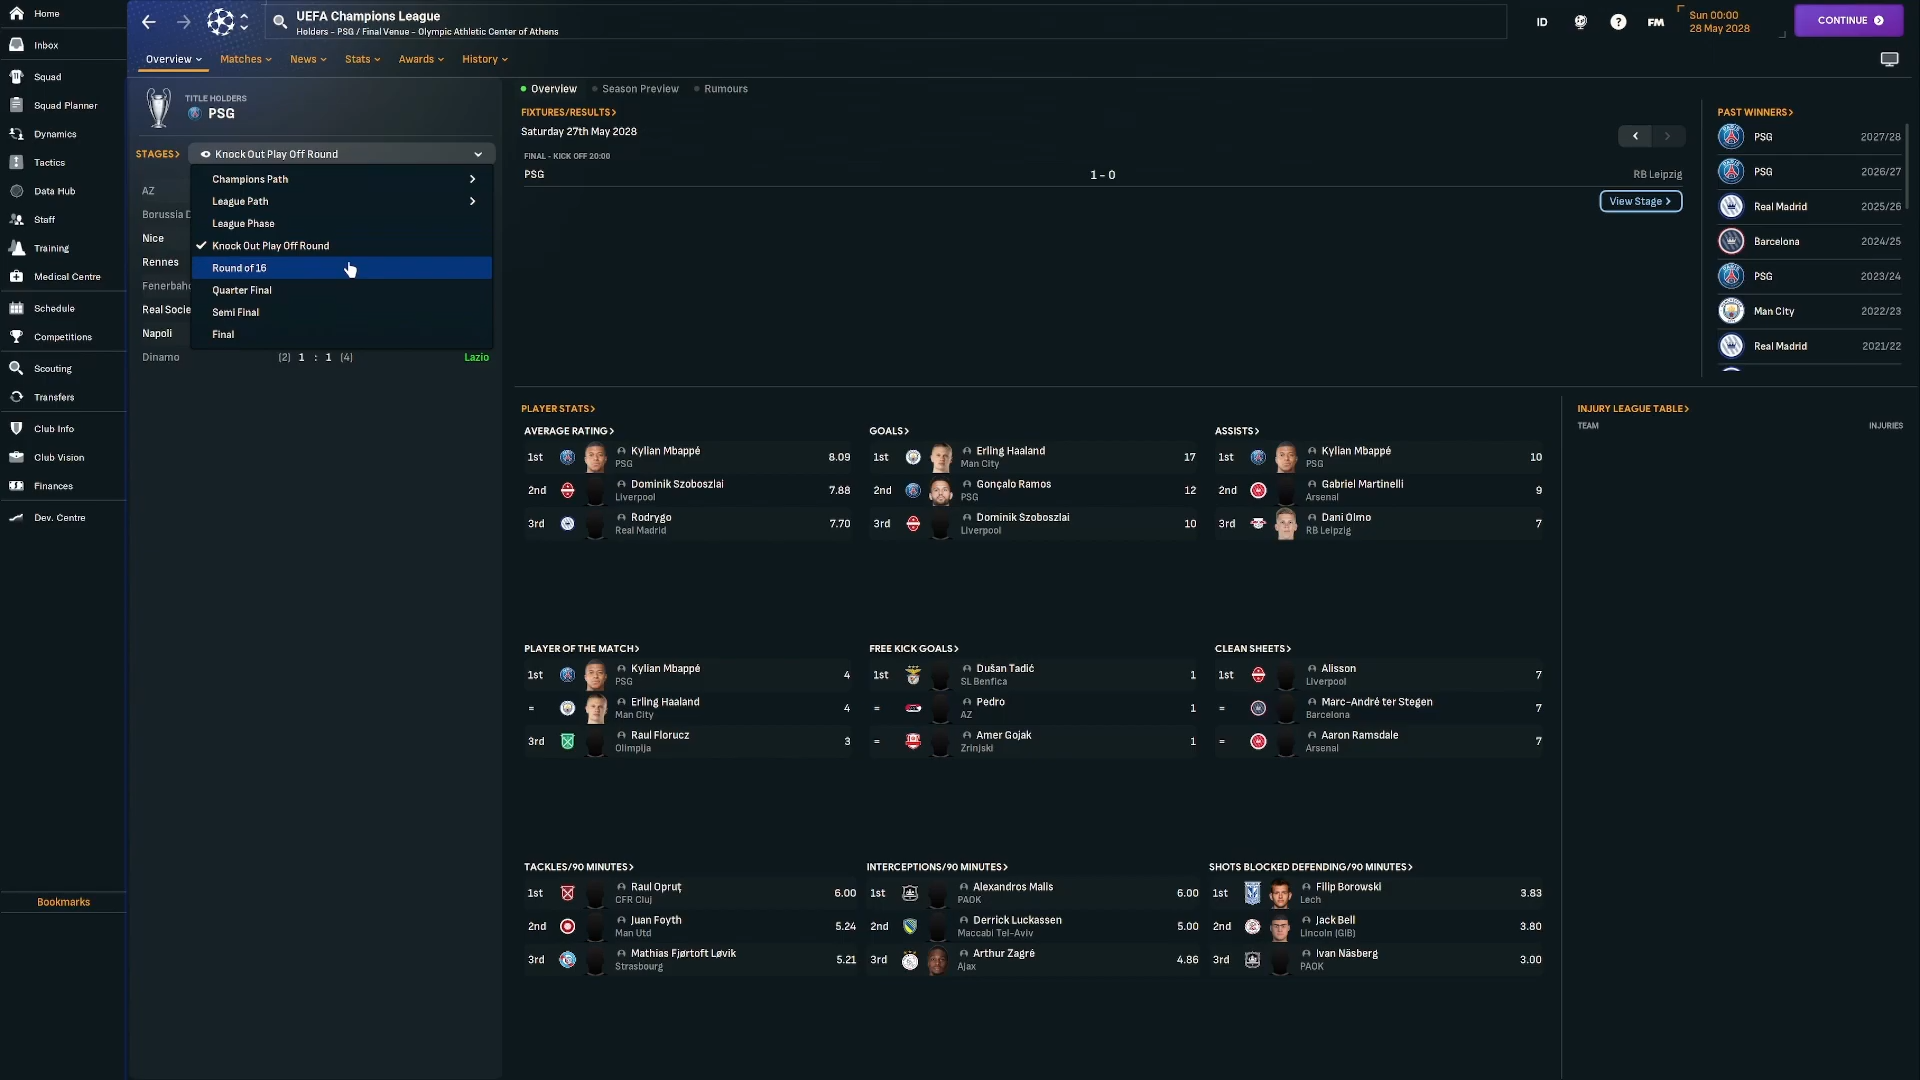 Home
Inbox
Squad
Squad Planner
Dynamics
Tactics
Data Hub
Staff
Training
Medical Centre
Schedule
Competitions
Scouting
Transfers
Club Info
Club Vision
Finances
Dev. Centre
Bookmarks
UEFA Champions League
Holders - PSG / Final Venue - Olympic Athletic Center of Athens
ID
FM
Sun 00:00
28 May 2028
CONTINUE
Overview
Matches
News
Stats
Awards
History
TITLE HOLDERS
PSG
STAGES>
Knock Out Play Off Round
Champions Path
League Path
League Phase
Knock Out Play Off Round
Round of 16
Quarter Final
Semi Final
Final
AZ
Borussia D
Nice
Rennes
Fenerbah
Real Socie
Napoli
Dinamo (2) 1 : 1 (4) Lazio
Overview Season Preview Rumours
FIXTURES/RESULTS>
Saturday 27th May 2028
FINAL - KICK OFF 20:00
PSG 1 - 0 RB Leipzig
View Stage >
PAST WINNERS>
PSG 2027/28
PSG 2026/27
Real Madrid 2025/26
Barcelona 2024/25
PSG 2023/24
Man City 2022/23
Real Madrid 2021/22
PLAYER STATS>
AVERAGE RATING>
1st Kylian Mbappé 8.09
PSG
2nd Dominik Szoboszlai 7.88
Liverpool
3rd Rodrygo 7.70
Real Madrid
GOALS>
1st Erling Haaland 17
Man City
2nd Gonçalo Ramos 12
PSG
3rd Dominik Szoboszlai 10
Liverpool
ASSISTS>
1st Kylian Mbappé 10
PSG
2nd Gabriel Martinelli 9
Arsenal
3rd Dani Olmo 7
RB Leipzig
INJURY LEAGUE TABLE>
TEAM INJURIES
PLAYER OF THE MATCH>
1st Kylian Mbappé 4
PSG
= Erling Haaland 4
Man City
3rd Raul Florucz 3
Olimpija
FREE KICK GOALS>
1st Dušan Tadić 1
SL Benfica
= Pedro 1
AZ
= Amer Gojak 1
Zrinjski
CLEAN SHEETS>
1st Alisson 7
Liverpool
= Marc-André ter Stegen 7
Barcelona
= Aaron Ramsdale 7
Arsenal
TACKLES/90 MINUTES>
1st Raul Opruț 6.00
CFR Cluj
2nd Juan Foyth 5.24
Man Utd
3rd Mathias Fjørtoft Løvik 5.21
Strasbourg
INTERCEPTIONS/90 MINUTES>
1st Alexandros Malis 6.00
PAOK
2nd Derrick Luckassen 5.00
Maccabi Tel-Aviv
3rd Arthur Zagré 4.86
Ajax
SHOTS BLOCKED DEFENDING/90 MINUTES>
1st Filip Borowski 3.83
Lech
2nd Jack Bell 3.80
Lincoln (GIB)
3rd Ivan Näsberg 3.00
PAOK